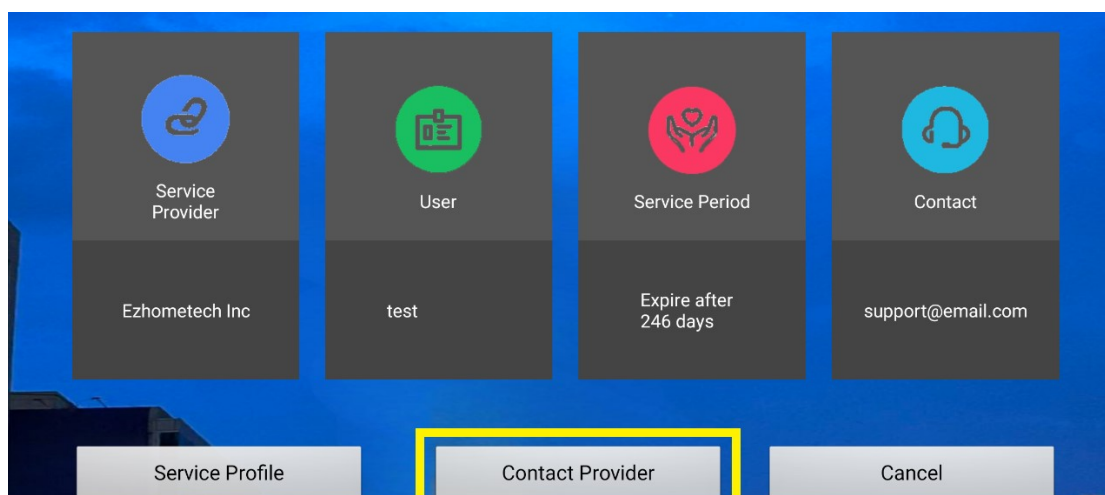 Service
Provider
User
Service Period
Contact
Ezhometech Inc
test
Expire after
246 days
support@email.com
Service Profile
Contact Provider
Cancel